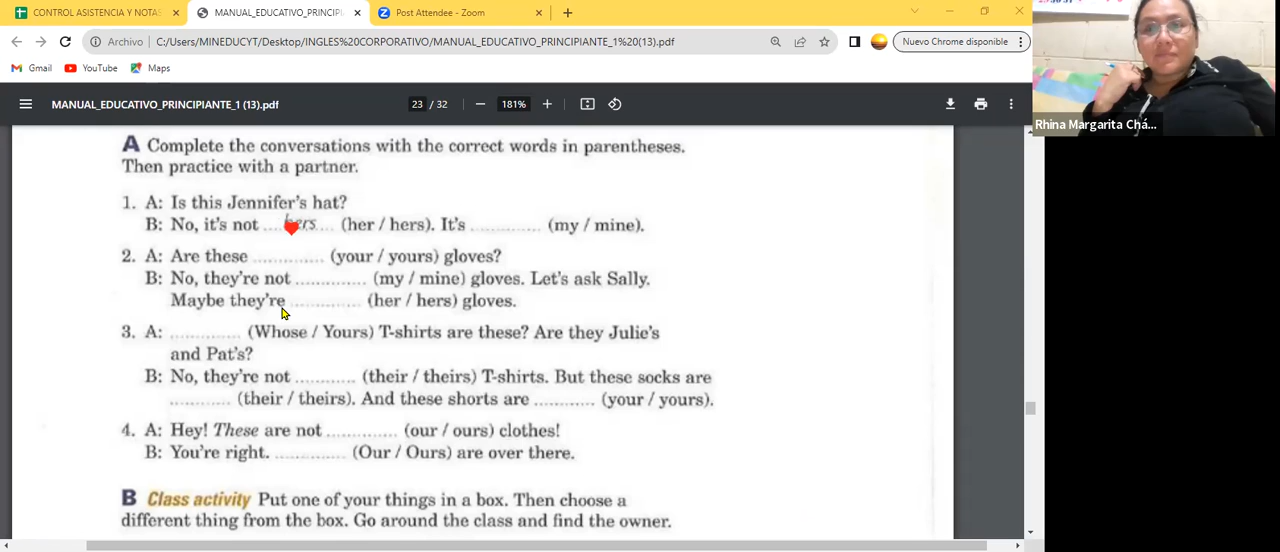 CONTROL ASISTENCIA Y NOTAS
MANUAL_EDUCATIVO_PRINCIPI
Post Attendee - Zoom
Archivo
C:/Users/MINEDUCYT/Desktop/INGLES%20CORPORATIVO/MANUAL_EDUCATIVO_PRINCIPIANTE_1%20(13).pdf
Nuevo Chrome disponible
Gmail
YouTube
Maps
MANUAL_EDUCATIVO_PRINCIPIANTE_1 (13).pdf
23 / 32
181%
Rhina Margarita Chá...
A Complete the conversations with the correct words in parentheses.
Then practice with a partner.
1. A: Is this Jennifer's hat?
B: No, it's not ....hers.... (her / hers). It's .............. (my / mine).
2. A: Are these .............. (your / yours) gloves?
B: No, they're not .............. (my / mine) gloves. Let's ask Sally.
Maybe they're .............. (her / hers) gloves.
3. A: .............. (Whose / Yours) T-shirts are these? Are they Julie's
and Pat's?
B: No, they're not ............ (their / theirs) T-shirts. But these socks are
............ (their / theirs). And these shorts are ............ (your / yours).
4. A: Hey! These are not .............. (our / ours) clothes!
B: You're right. .............. (Our / Ours) are over there.
B Class activity Put one of your things in a box. Then choose a
different thing from the box. Go around the class and find the owner.